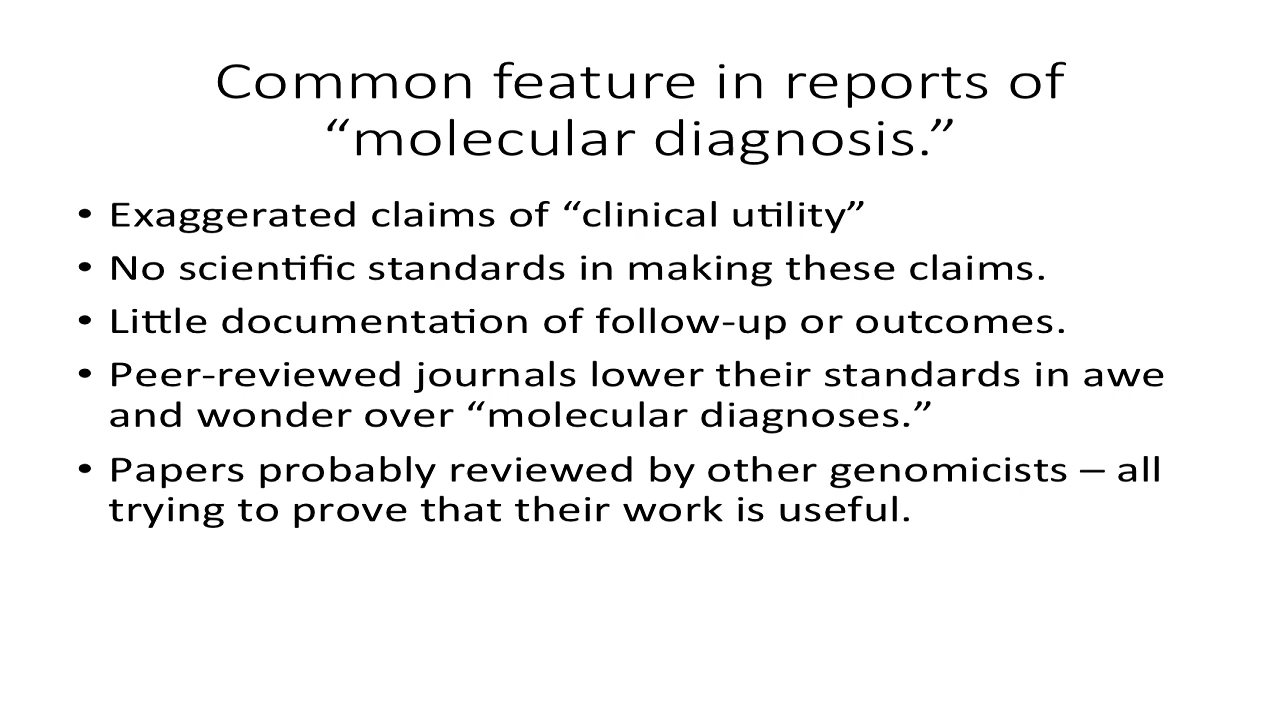 Common feature in reports of
“molecular diagnosis.”
• Exaggerated claims of “clinical utility”
• No scientific standards in making these claims.
• Little documentation of follow-up or outcomes.
• Peer-reviewed journals lower their standards in awe
and wonder over “molecular diagnoses.”
• Papers probably reviewed by other genomicists – all
trying to prove that their work is useful.